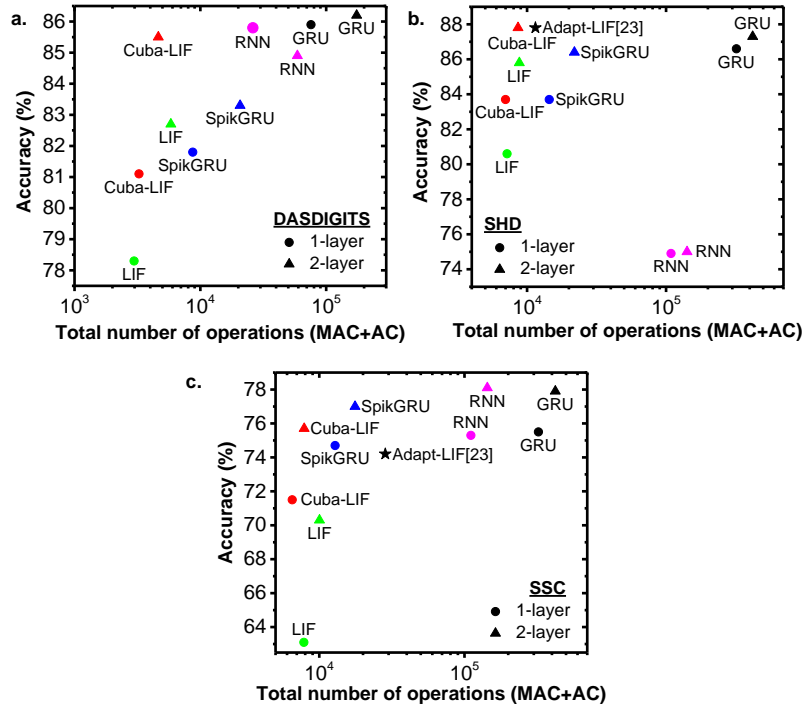 a.
Accuracy (%)
86
85
84
83
82
81
80
79
78
Cuba-LIF
RNN
GRU
GRU
RNN
LIF
SpikGRU
SpikGRU
Cuba-LIF
LIF
DASDIGITS
1-layer
2-layer
10³
10⁴
10⁵
Total number of operations (MAC+AC)
b.
Accuracy (%)
88
86
84
82
80
78
76
74
Adapt-LIF[23]
Cuba-LIF
SpikGRU
LIF
GRU
GRU
Cuba-LIF
SpikGRU
LIF
RNN
RNN
SHD
1-layer
2-layer
10⁴
10⁵
Total number of operations (MAC+AC)
c.
Accuracy (%)
78
76
74
72
70
68
66
64
SpikGRU
RNN
GRU
Cuba-LIF
RNN
SpikGRU
Adapt-LIF[23]
GRU
Cuba-LIF
LIF
LIF
SSC
1-layer
2-layer
10⁴
10⁵
Total number of operations (MAC+AC)